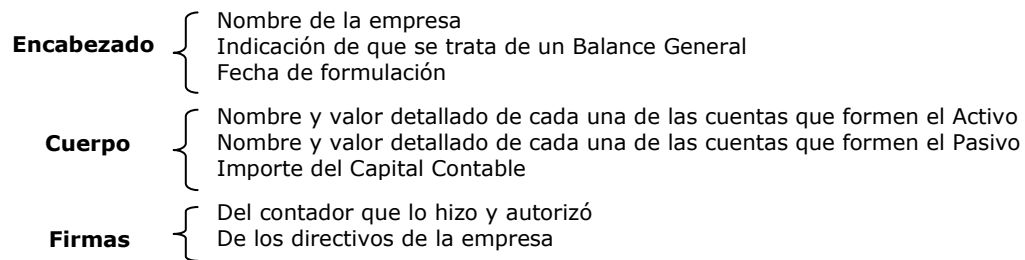 Encabezado
Nombre de la empresa
Indicación de que se trata de un Balance General
Fecha de formulación
Cuerpo
Nombre y valor detallado de cada una de las cuentas que formen el Activo
Nombre y valor detallado de cada una de las cuentas que formen el Pasivo
Importe del Capital Contable
Firmas
Del contador que lo hizo y autorizó
De los directivos de la empresa